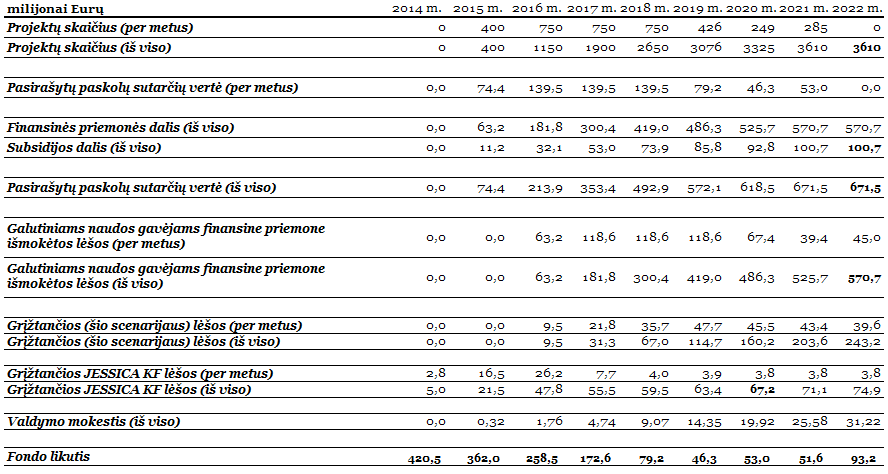 milijonai Eurų 2014 m. 2015 m. 2016 m. 2017 m. 2018 m. 2019 m. 2020 m. 2021 m. 2022 m.
Projektų skaičius (per metus) 0 400 750 750 750 426 249 285 0
Projektų skaičius (iš viso) 0 400 1150 1900 2650 3076 3325 3610 3610
Pasirašytų paskolų sutarčių vertė (per metus) 0,0 74,4 139,5 139,5 139,5 79,2 46,3 53,0 0,0
Finansinės priemonės dalis (iš viso) 0,0 63,2 181,8 300,4 419,0 486,3 525,7 570,7 570,7
Subsidijos dalis (iš viso) 0,0 11,2 32,1 53,0 73,9 85,8 92,8 100,7 100,7
Pasirašytų paskolų sutarčių vertė (iš viso) 0,0 74,4 213,9 353,4 492,9 572,1 618,5 671,5 671,5
Galutiniams naudos gavėjams finansine priemone
išmokėtos lėšos (per metus) 0,0 0,0 63,2 118,6 118,6 118,6 67,4 39,4 45,0
Galutiniams naudos gavėjams finansine priemone
išmokėtos lėšos (iš viso) 0,0 0,0 63,2 181,8 300,4 419,0 486,3 525,7 570,7
Grįžtančios (šio scenarijaus) lėšos (per metus) 0,0 0,0 9,5 21,8 35,7 47,7 45,5 43,4 39,6
Grįžtančios (šio scenarijaus) lėšos (iš viso) 0,0 0,0 9,5 31,3 67,0 114,7 160,2 203,6 243,2
Grįžtančios JESSICA KF lėšos (per metus) 2,8 16,5 26,2 7,7 4,0 3,9 3,8 3,8 3,8
Grįžtančios JESSICA KF lėšos (iš viso) 5,0 21,5 47,8 55,5 59,5 63,4 67,2 71,1 74,9
Valdymo mokestis (iš viso) 0,0 0,32 1,76 4,74 9,07 14,35 19,92 25,58 31,22
Fondo likutis 420,5 362,0 258,5 172,6 79,2 46,3 53,0 51,6 93,2